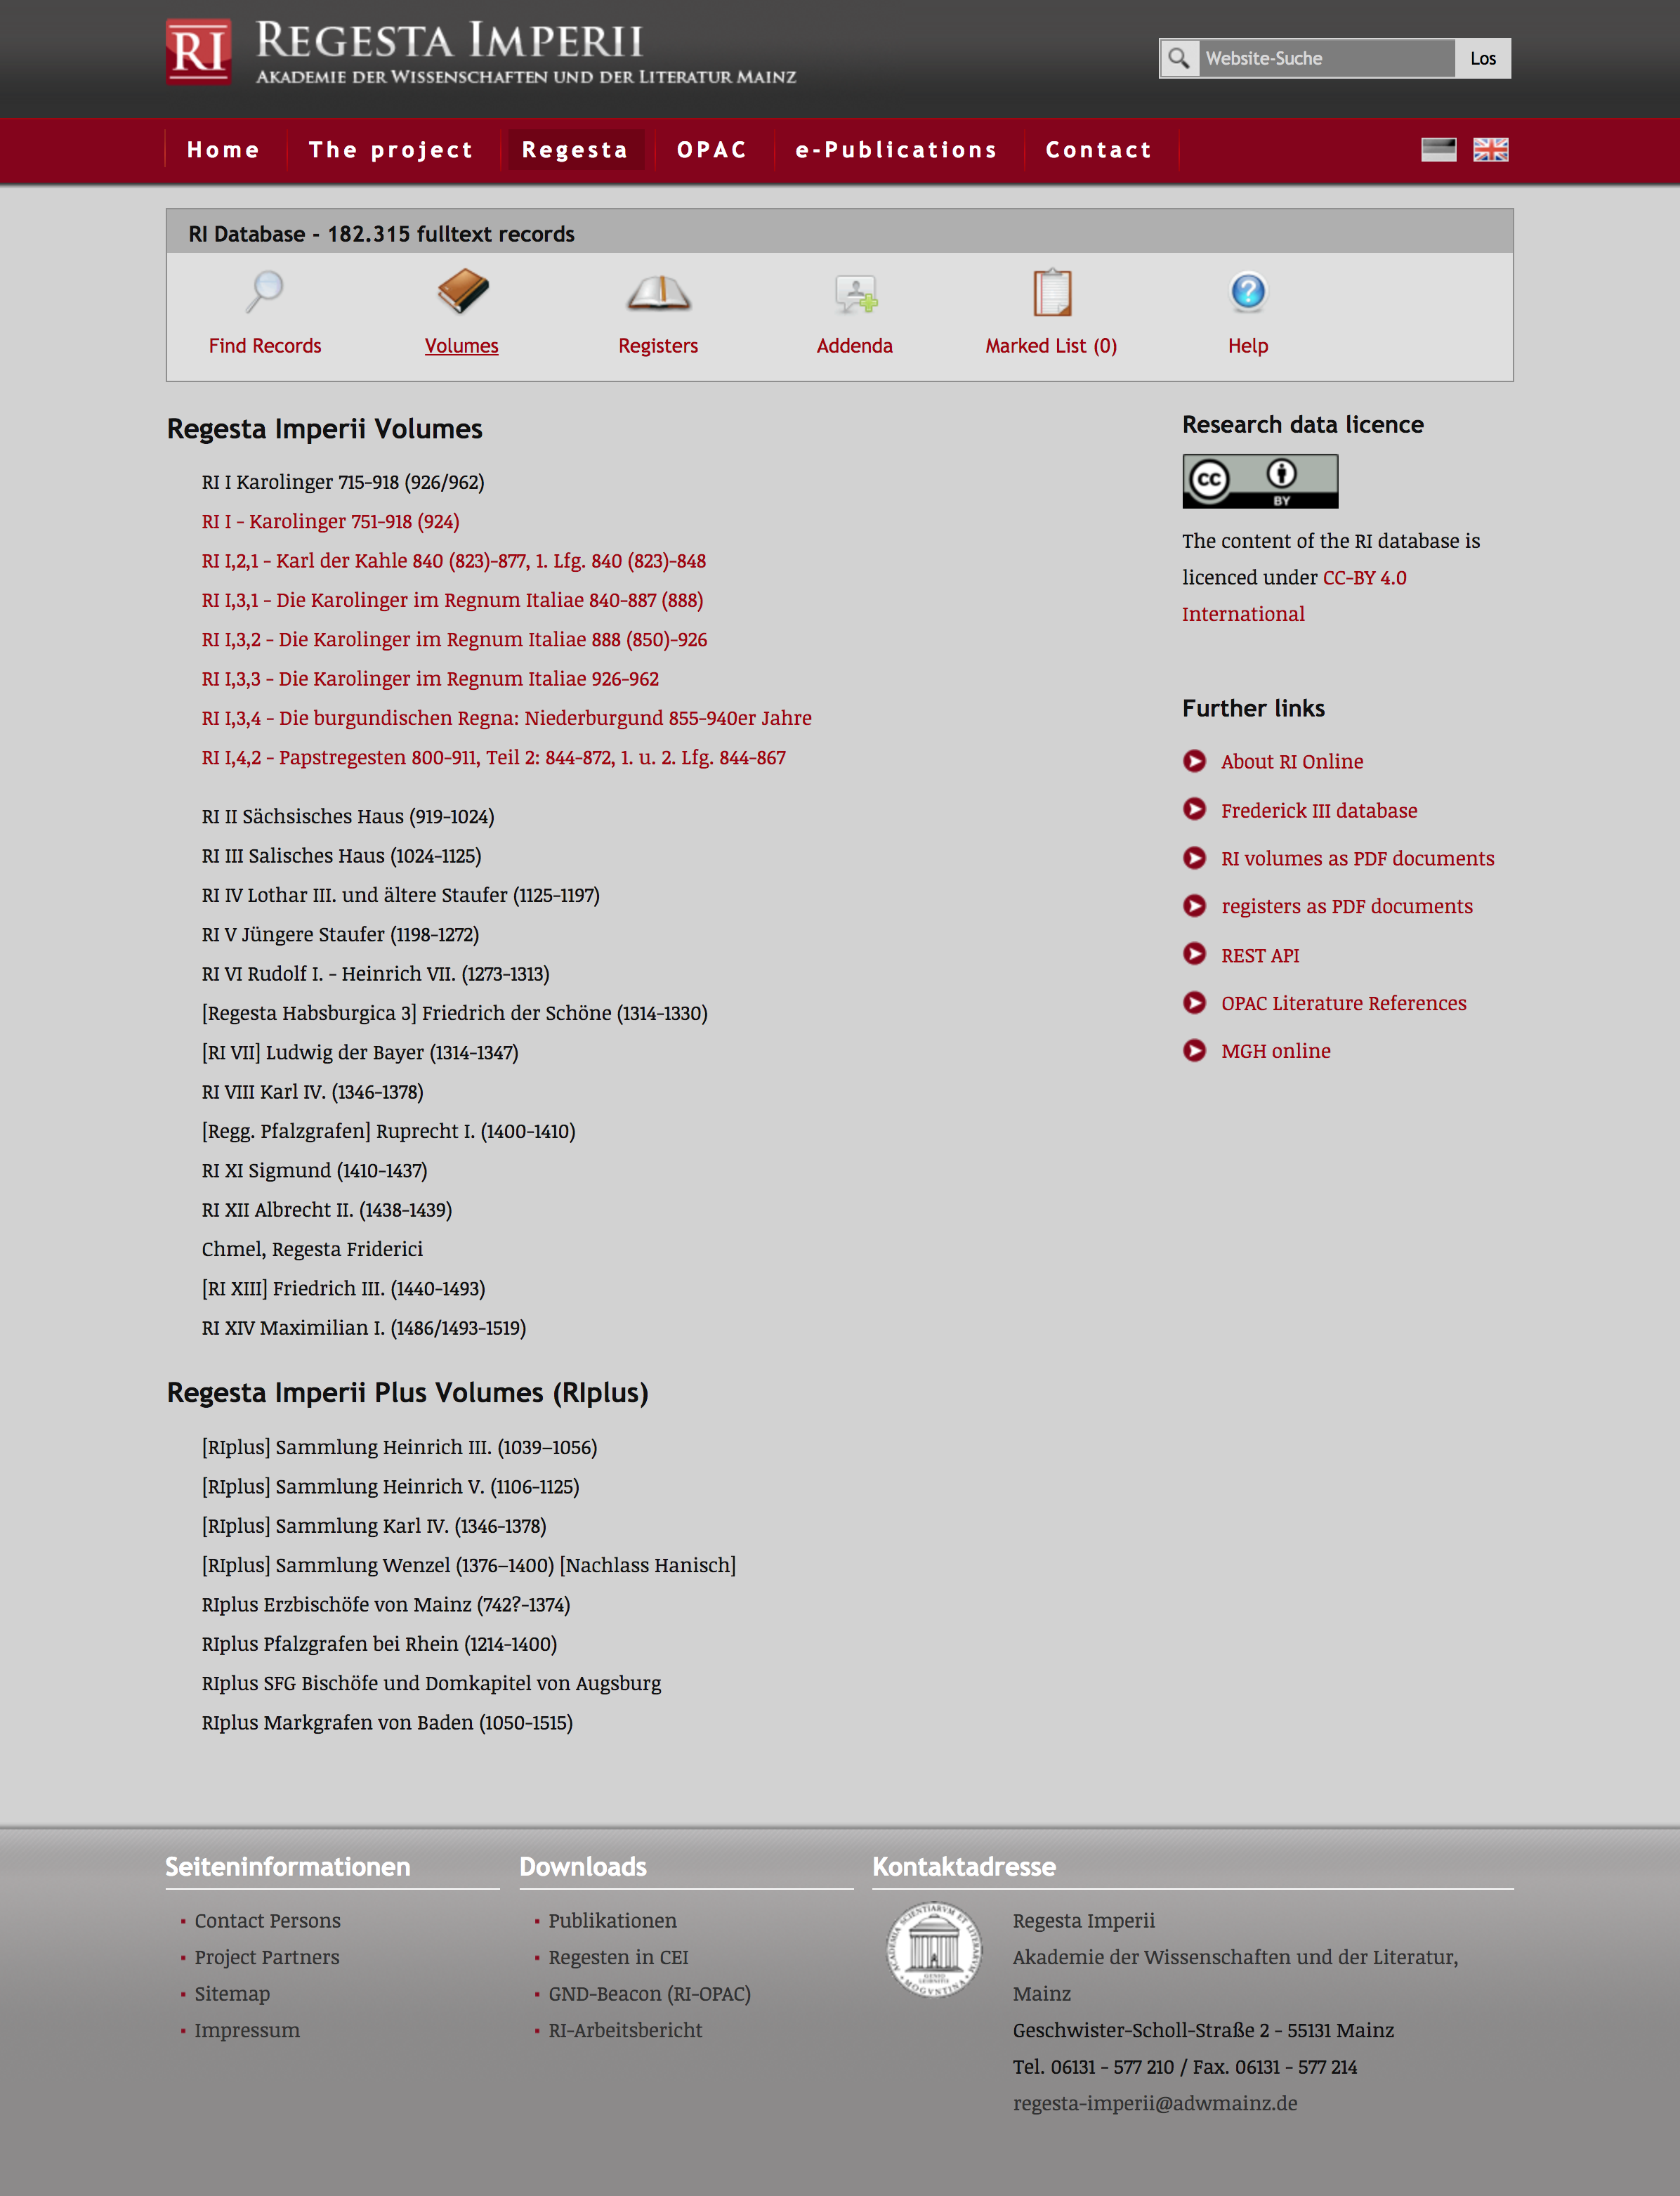 RI
REGESTA IMPERII
AKADEMIE DER WISSENSCHAFTEN UND DER LITERATUR MAINZ
Website-Suche
Los
Home
The project
Regesta
OPAC
e-Publications
Contact
RI Database - 182.315 fulltext records
Find Records
Volumes
Registers
Addenda
Marked List (0)
Help
Regesta Imperii Volumes
RI I Karolinger 715-918 (926/962)
RI I - Karolinger 751-918 (924)
RI I,2,1 - Karl der Kahle 840 (823)-877, 1. Lfg. 840 (823)-848
RI I,3,1 - Die Karolinger im Regnum Italiae 840-887 (888)
RI I,3,2 - Die Karolinger im Regnum Italiae 888 (850)-926
RI I,3,3 - Die Karolinger im Regnum Italiae 926-962
RI I,3,4 - Die burgundischen Regna: Niederburgund 855-940er Jahre
RI I,4,2 - Papstregesten 800-911, Teil 2: 844-872, 1. u. 2. Lfg. 844-867
RI II Sächsisches Haus (919-1024)
RI III Salisches Haus (1024-1125)
RI IV Lothar III. und ältere Staufer (1125-1197)
RI V Jüngere Staufer (1198-1272)
RI VI Rudolf I. - Heinrich VII. (1273-1313)
[Regesta Habsburgica 3] Friedrich der Schöne (1314-1330)
[RI VII] Ludwig der Bayer (1314-1347)
RI VIII Karl IV. (1346-1378)
[Regg. Pfalzgrafen] Ruprecht I. (1400-1410)
RI XI Sigmund (1410-1437)
RI XII Albrecht II. (1438-1439)
Chmel, Regesta Friderici
[RI XIII] Friedrich III. (1440-1493)
RI XIV Maximilian I. (1486/1493-1519)
Regesta Imperii Plus Volumes (RIplus)
[RIplus] Sammlung Heinrich III. (1039–1056)
[RIplus] Sammlung Heinrich V. (1106-1125)
[RIplus] Sammlung Karl IV. (1346-1378)
[RIplus] Sammlung Wenzel (1376–1400) [Nachlass Hanisch]
RIplus Erzbischöfe von Mainz (742?-1374)
RIplus Pfalzgrafen bei Rhein (1214-1400)
RIplus SFG Bischöfe und Domkapitel von Augsburg
RIplus Markgrafen von Baden (1050-1515)
Research data licence
cc
BY
The content of the RI database is
licenced under CC-BY 4.0
International
Further links
About RI Online
Frederick III database
RI volumes as PDF documents
registers as PDF documents
REST API
OPAC Literature References
MGH online
Seiteninformationen
Contact Persons
Project Partners
Sitemap
Impressum
Downloads
Publikationen
Regesten in CEI
GND-Beacon (RI-OPAC)
RI-Arbeitsbericht
Kontaktadresse
ACADEMIA SCIENTIARVM ET LITERARVM
MOGVNTINA
Regesta Imperii
Akademie der Wissenschaften und der Literatur,
Mainz
Geschwister-Scholl-Straße 2 - 55131 Mainz
Tel. 06131 - 577 210 / Fax. 06131 - 577 214
regesta-imperii@adwmainz.de